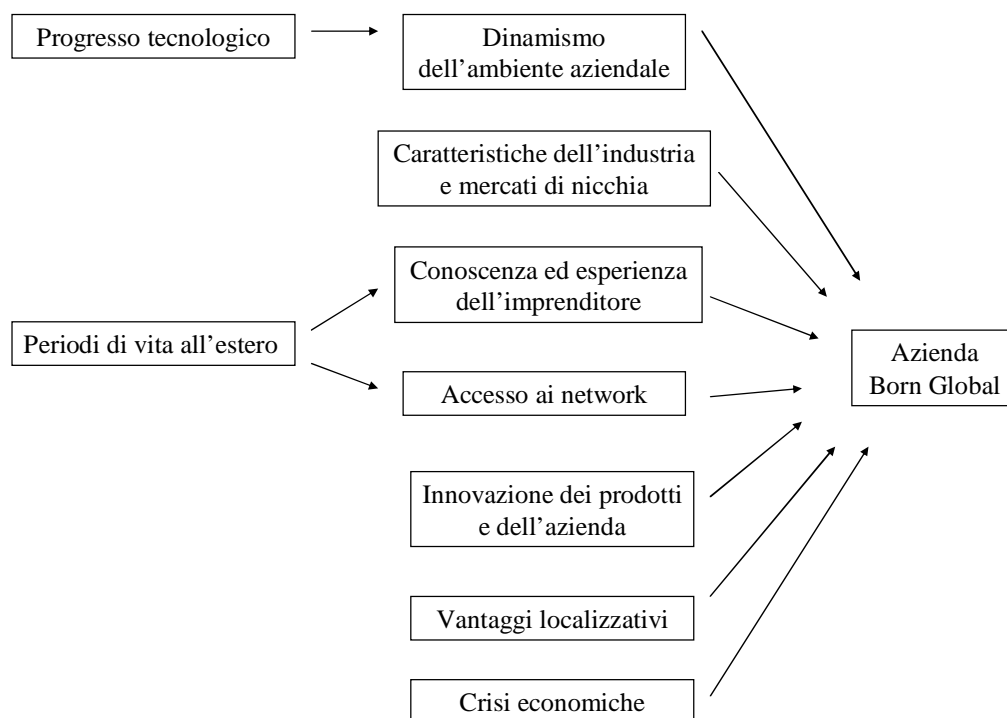 Progresso tecnologico
Dinamismo
dell’ambiente aziendale
Caratteristiche dell’industria
e mercati di nicchia
Conoscenza ed esperienza
dell’imprenditore
Periodi di vita all’estero
Azienda
Born Global
Accesso ai network
Innovazione dei prodotti
e dell’azienda
Vantaggi localizzativi
Crisi economiche